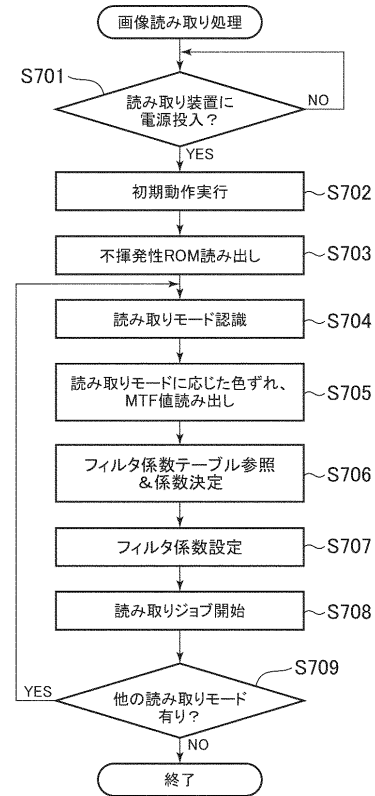 画像読み取り処理
S701
読み取り装置に
電源投入？
NO
YES
初期動作実行
S702
不揮発性ROM読み出し
S703
読み取りモード認識
S704
読み取りモードに応じた色ずれ、
MTF値読み出し
S705
フィルタ係数テーブル参照
＆係数決定
S706
フィルタ係数設定
S707
読み取りジョブ開始
S708
S709
YES
他の読み取りモード
有り？
NO
終了